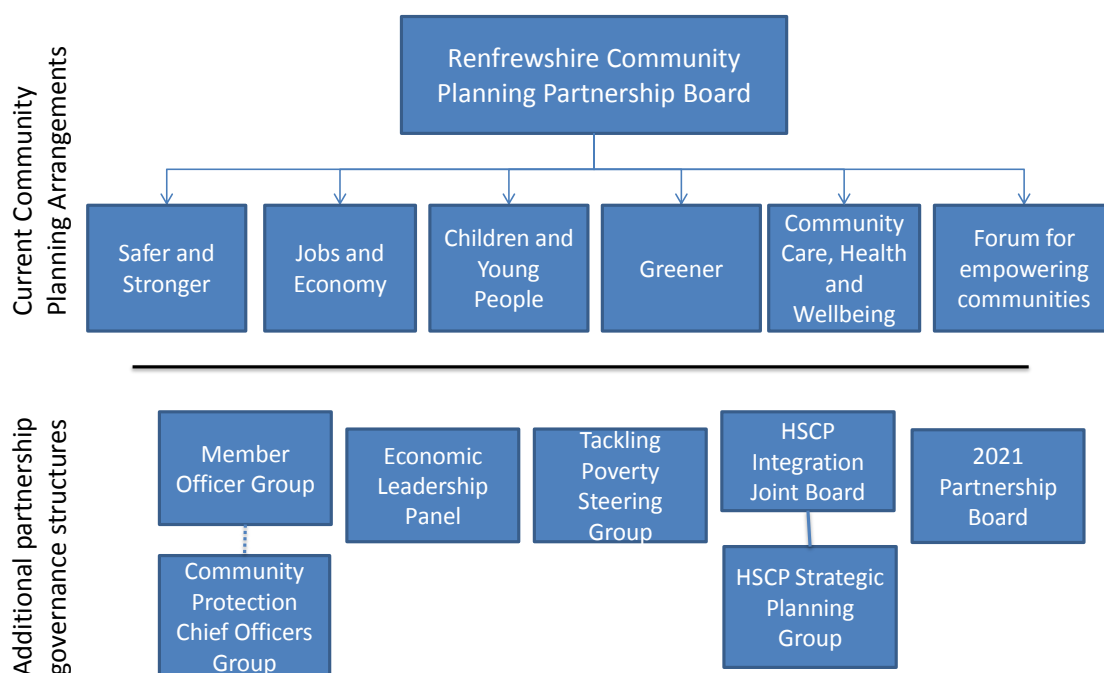 Current Community
Planning Arrangements
Renfrewshire Community
Planning Partnership Board
Safer and
Stronger
Jobs and
Economy
Children and
Young
People
Greener
Community
Care, Health
and
Wellbeing
Forum for
empowering
communities
Additional partnership
governance structures
Member
Officer Group
Economic
Leadership
Panel
Tackling
Poverty
Steering
Group
HSCP
Integration
Joint Board
2021
Partnership
Board
Community
Protection
Chief Officers
Group
HSCP Strategic
Planning
Group